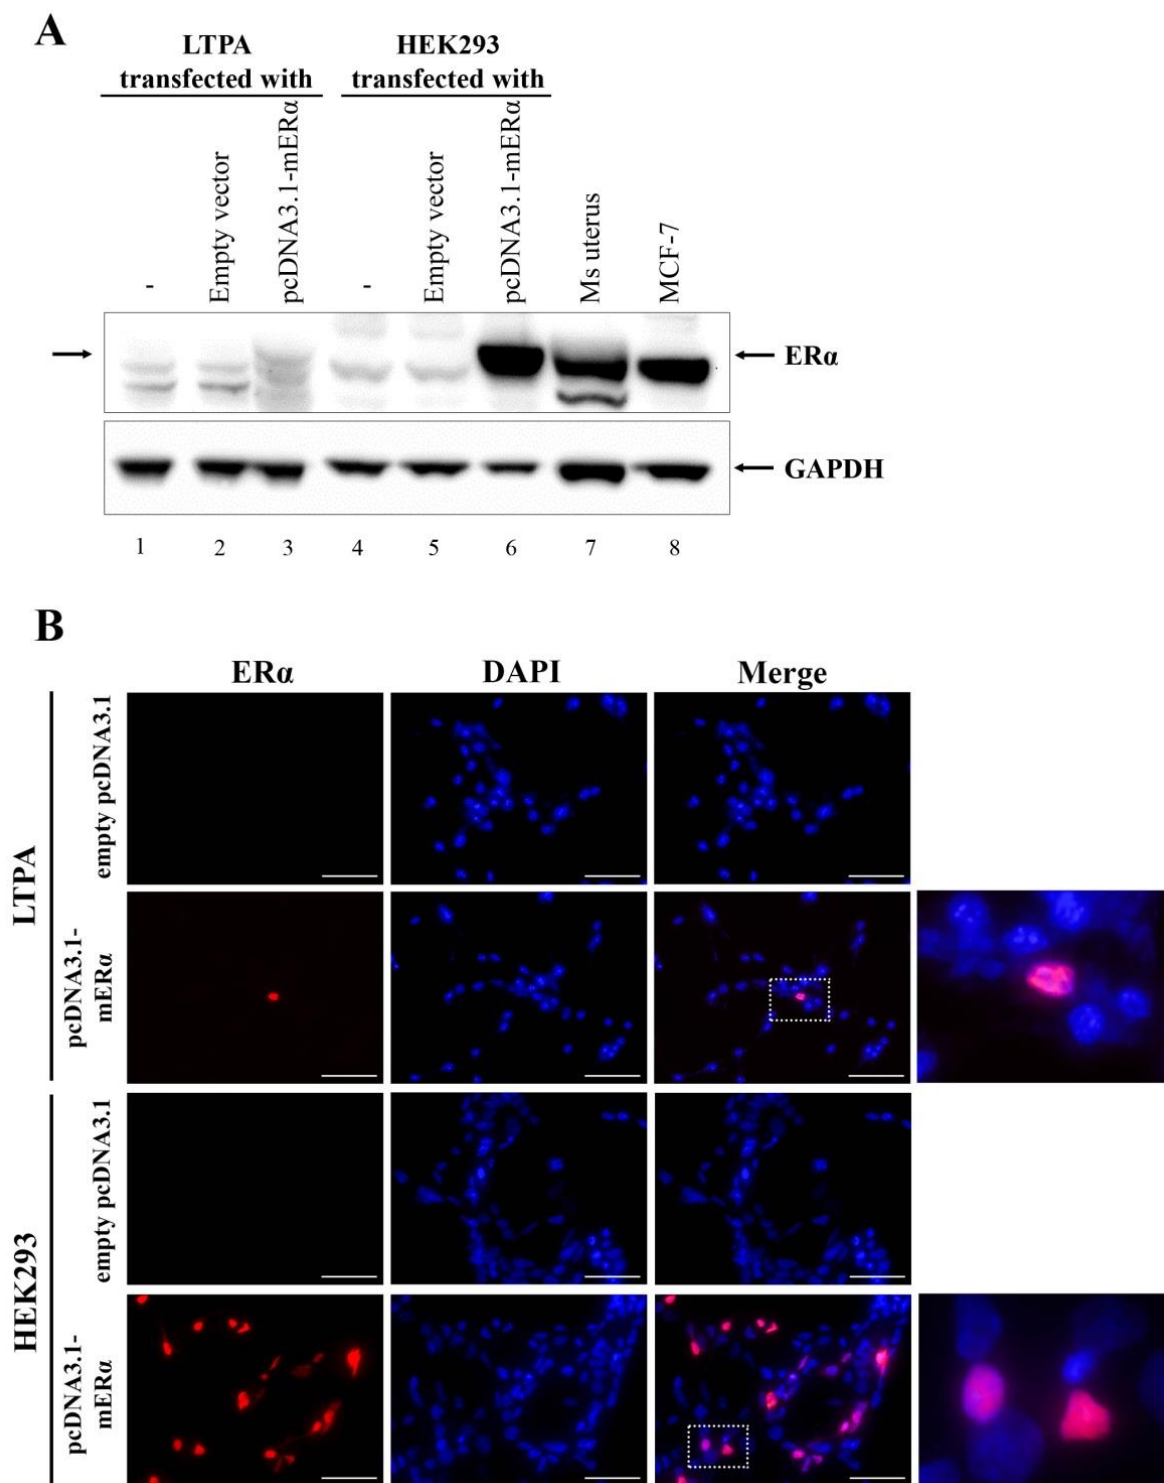 A
LTPA
transfected with
HEK293
transfected with
-
Empty vector
pcDNA3.1-mERα
-
Empty vector
pcDNA3.1-mERα
Ms uterus
MCF-7
ERα
GAPDH
1 2 3 4 5 6 7 8
B
ERα DAPI Merge
LTPA
empty pcDNA3.1
pcDNA3.1-
mERα
HEK293
empty pcDNA3.1
pcDNA3.1-
mERα